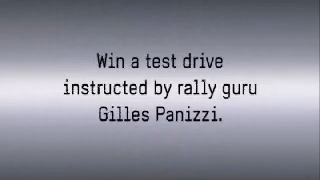 Win a test drive
instructed by rally guru
Gilles Panizzi.